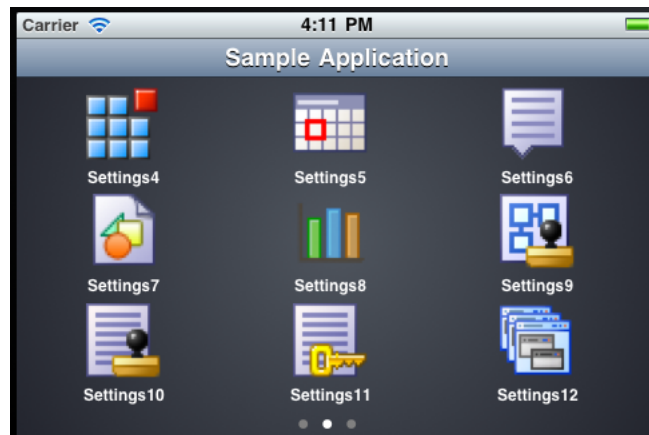 Carrier 4:11 PM
Sample Application
Settings4 Settings5 Settings6
Settings7 Settings8 Settings9
Settings10 Settings11 Settings12